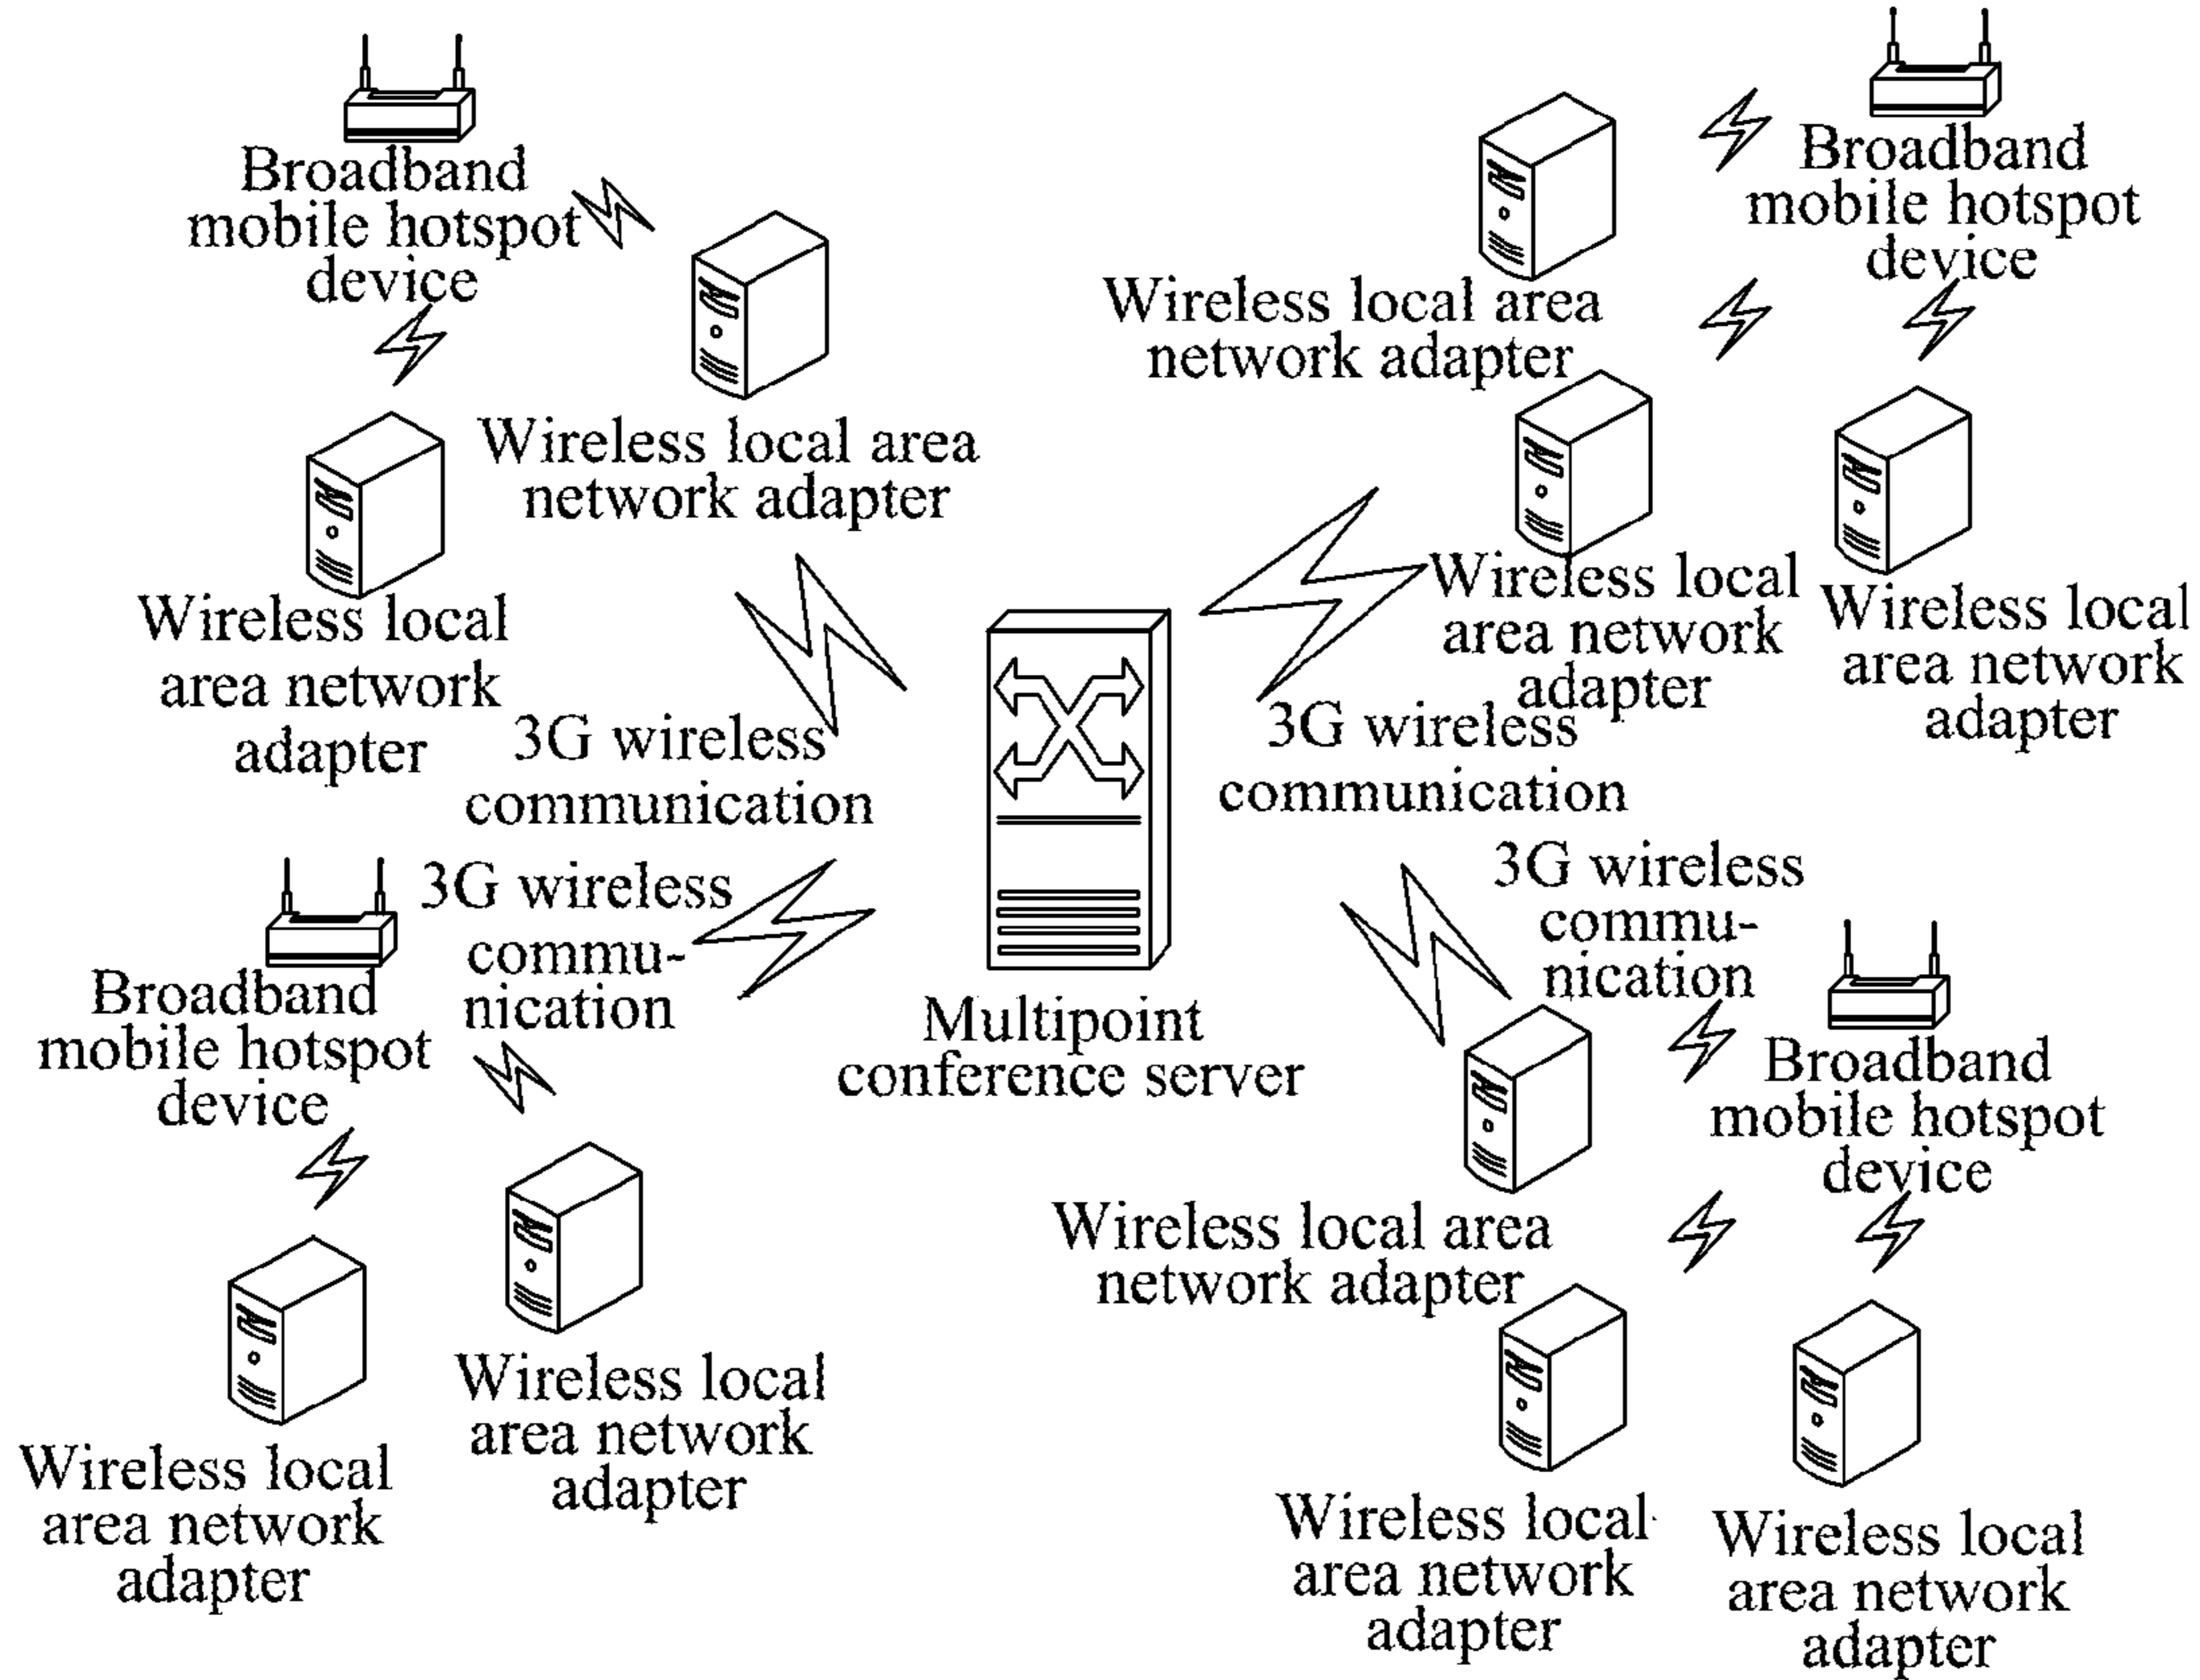 Broadband
mobile hotspot
device
Wireless local area
network adapter
Wireless local
area network
adapter
3G wireless
communication
Broadband
mobile hotspot
device
Wireless local area
network adapter
Wireless local
area network
adapter
Wireless local
area network
adapter
3G wireless
communication
Multipoint
conference server
3G wireless
commu-
nication
Broadband
mobile hotspot
device
Wireless local
area network
adapter
Wireless local
area network
adapter
3G wireless
commu-
nication
Broadband
mobile hotspot
device
Wireless local area
network adapter
Wireless local
area network
adapter
Wireless local
area network
adapter